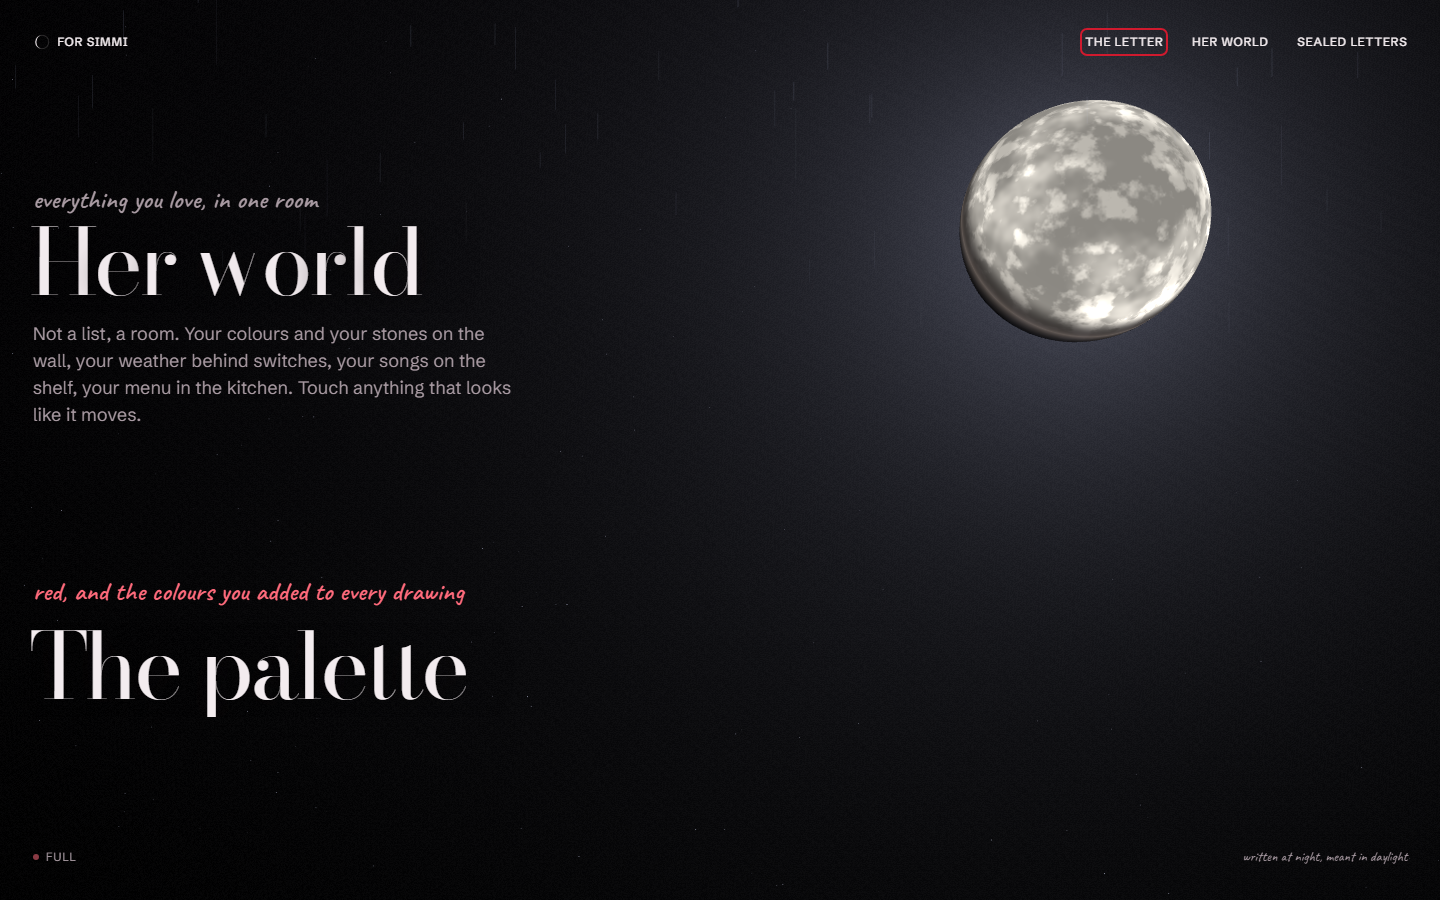 FOR SIMMI
THE LETTER
HER WORLD
SEALED LETTERS
everything you love, in one room
Her world
Not a list, a room. Your colours and your stones on the
wall, your weather behind switches, your songs on the
shelf, your menu in the kitchen. Touch anything that looks
like it moves.
red, and the colours you added to every drawing
The palette
FULL
written at night, meant in daylight